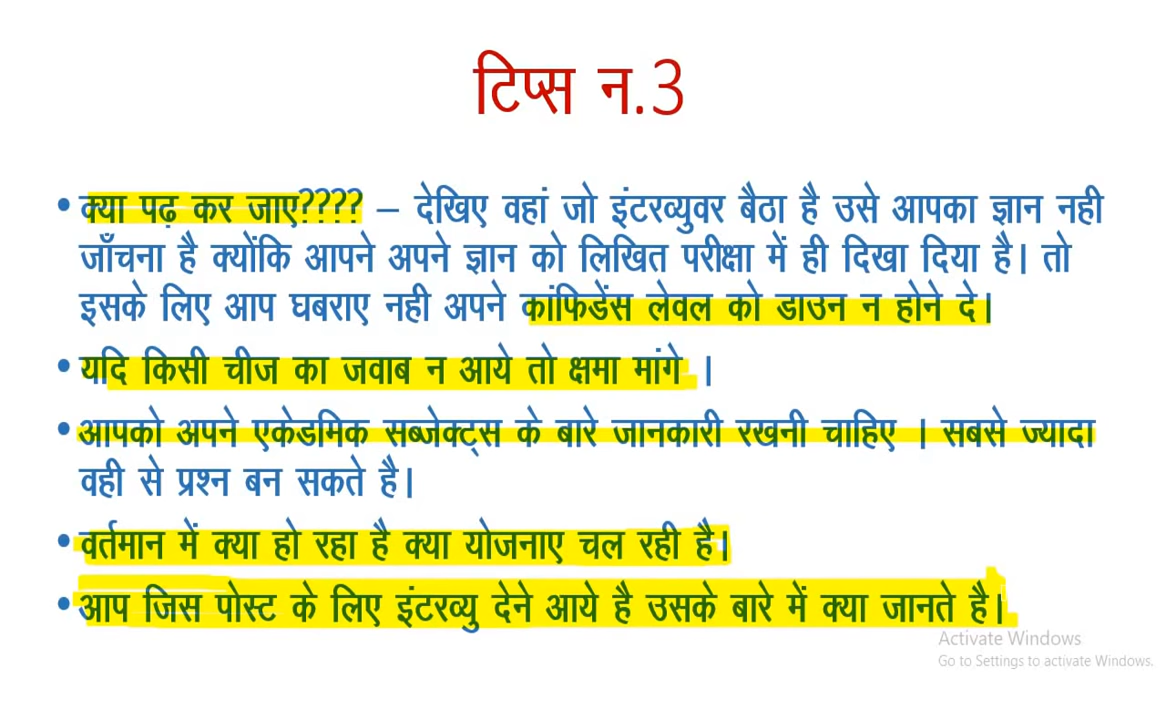 टिप्स न.3
• क्या पढ़ कर जाए???? – देखिए वहां जो इंटरव्युवर बैठा है उसे आपका ज्ञान नही
जाँचना है क्योंकि आपने अपने ज्ञान को लिखित परीक्षा में ही दिखा दिया है। तो
इसके लिए आप घबराए नही अपने कांफिडेंस लेवल को डाउन न होने दे।
• यदि किसी चीज का जवाब न आये तो क्षमा मांगे ।
• आपको अपने एकेडमिक सब्जेक्ट्स के बारे जानकारी रखनी चाहिए । सबसे ज्यादा
वही से प्रश्न बन सकते है।
• वर्तमान में क्या हो रहा है क्या योजनाए चल रही है।
• आप जिस पोस्ट के लिए इंटरव्यु देने आये है उसके बारे में क्या जानते है।
Activate Windows
Go to Settings to activate Windows.